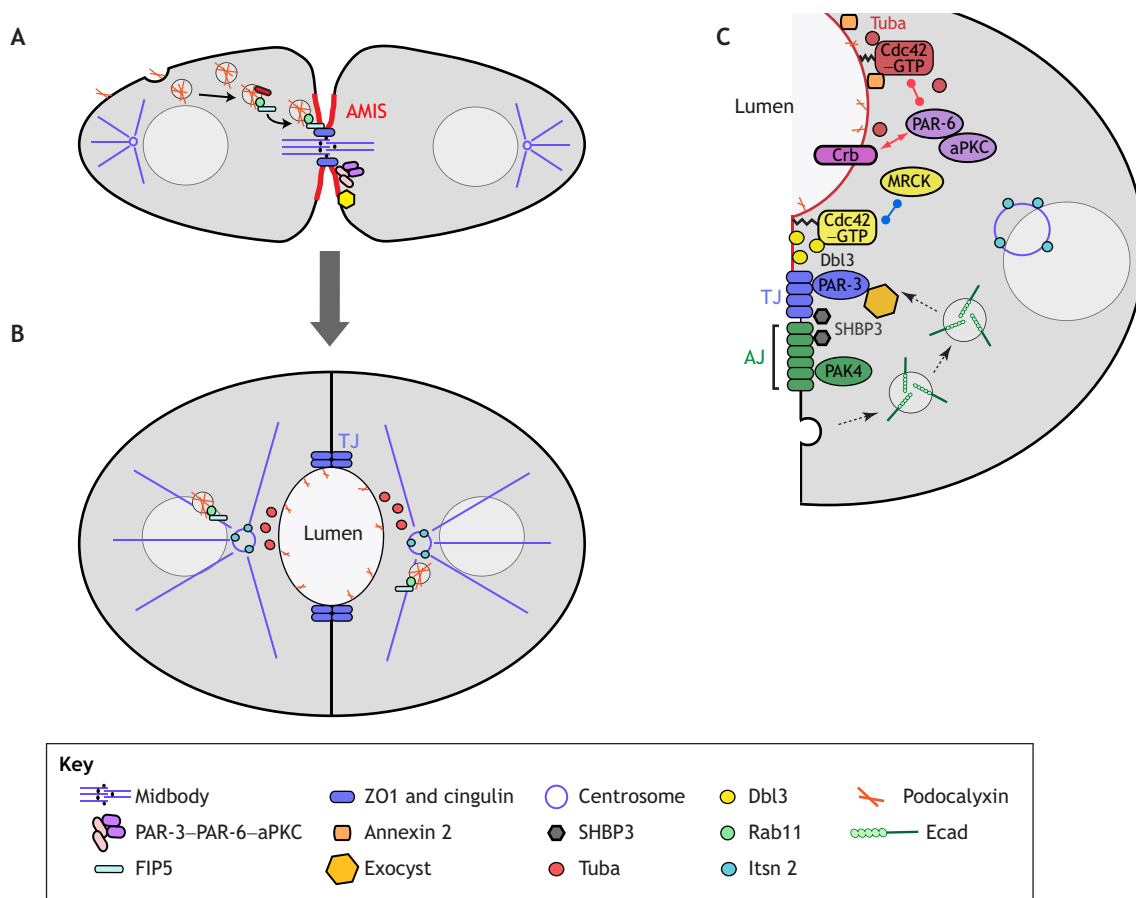 A
AMIS
B
TJ
Lumen
C
Tuba
Cdc42
–GTP
Lumen
PAR-6
aPKC
Crb
MRCK
Cdc42
–GTP
Dbl3
PAR-3
TJ
SHBP3
AJ
PAK4
Key
Midbody
ZO1 and cingulin
Centrosome
Dbl3
Podocalyxin
PAR-3–PAR-6–aPKC
Annexin 2
SHBP3
Rab11
Ecad
FIP5
Exocyst
Tuba
Itsn 2